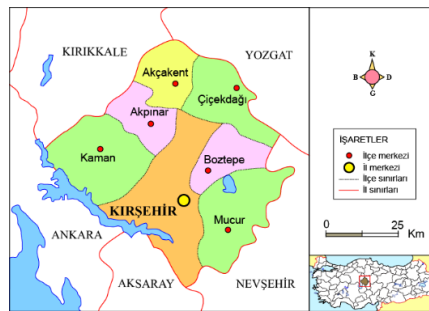 KIRIKKALE
YOZGAT
Akçakent
Çiçekdağı
Akpınar
Kaman
Boztepe
KIRŞEHİR
Mucur
ANKARA
AKSARAY
NEVŞEHİR
K
B D
G
İŞARETLER
İlçe merkezi
İl merkezi
İlçe sınırları
İl sınırları
0 25
Km